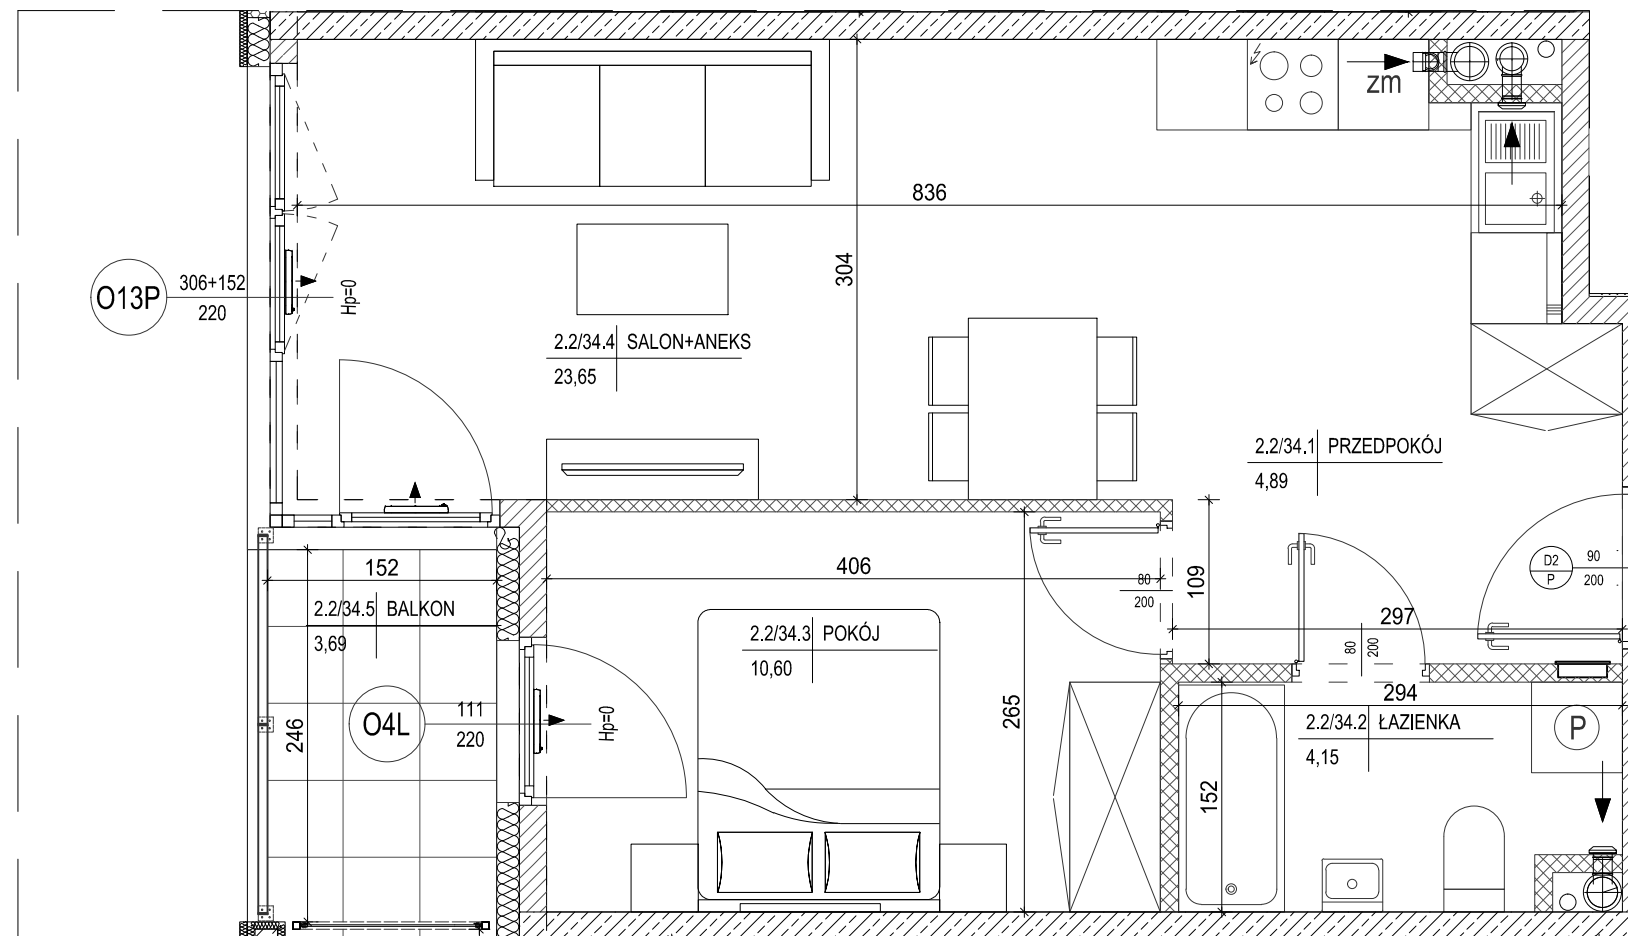 zm
836
304
O13P
306+152
220
Hp=0
2.2/34.4 SALON+ANEKS
23,65
2.2/34.1 PRZEDPOKÓJ
4,89
D2
P
90
200
152
406
80
200
109
297
80
200
2.2/34.5 BALKON
3,69
2.2/34.3 POKÓJ
10,60
294
O4L
111
220
Hp=0
246
265
2.2/34.2 ŁAZIENKA
4,15
P
152